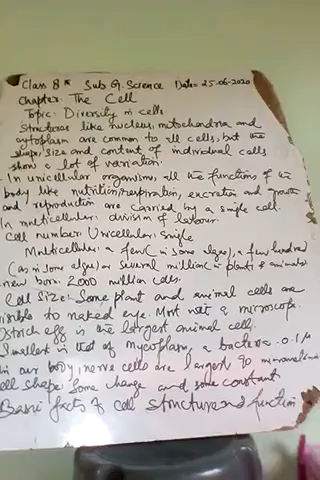 Class 8th Sub G. Science Date= 25-06-2020
Chapter: The Cell
Topic: Diversity in cells
Structures like nucleus, mitochondria and
cytoplasm are common to all cells, but the
shape, size and content of individual cells
show a lot of variation.
In unicellular organism, all the functions of the
body like nutrition, respiration, excretion and growth
and reproduction are carried by a single cell.
In multicellular: division of labour.
Cell number: Unicellular: Single
Multicellular: a few (in some algae), a few hundred
(as in some algae) or several million (in plants & animals)
new born: 2000 million cells.
Cell Size: Some plant and animal cells are
visible to naked eye. Most need a microscope.
Ostrich egg is the largest animal cell.
Smallest is that of mycoplasm, a bacteria: 0.1 μ
In our body, nerve cells are largest 90
cell shape: Some change and some constant
Basic facts of cell structure and function